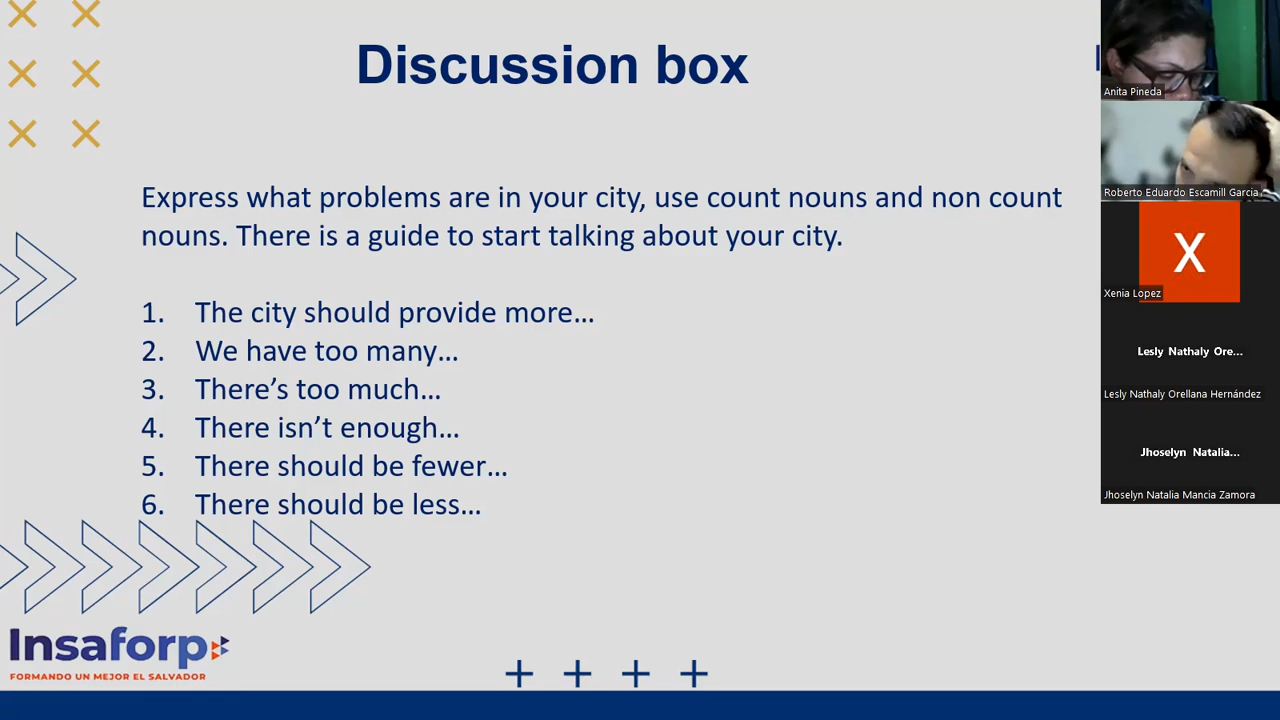 Discussion box
Express what problems are in your city, use count nouns and non count
nouns. There is a guide to start talking about your city.
1. The city should provide more...
2. We have too many...
3. There’s too much...
4. There isn’t enough...
5. There should be fewer...
6. There should be less...
Insaforp
FORMANDO UN MEJOR EL SALVADOR
Anita Pineda
Roberto Eduardo Escamill Garcia
X
Xenia Lopez
Lesly Nathaly Ore...
Lesly Nathaly Orellana Hernández
Jhoselyn Natalia...
Jhoselyn Natalia Mancia Zamora